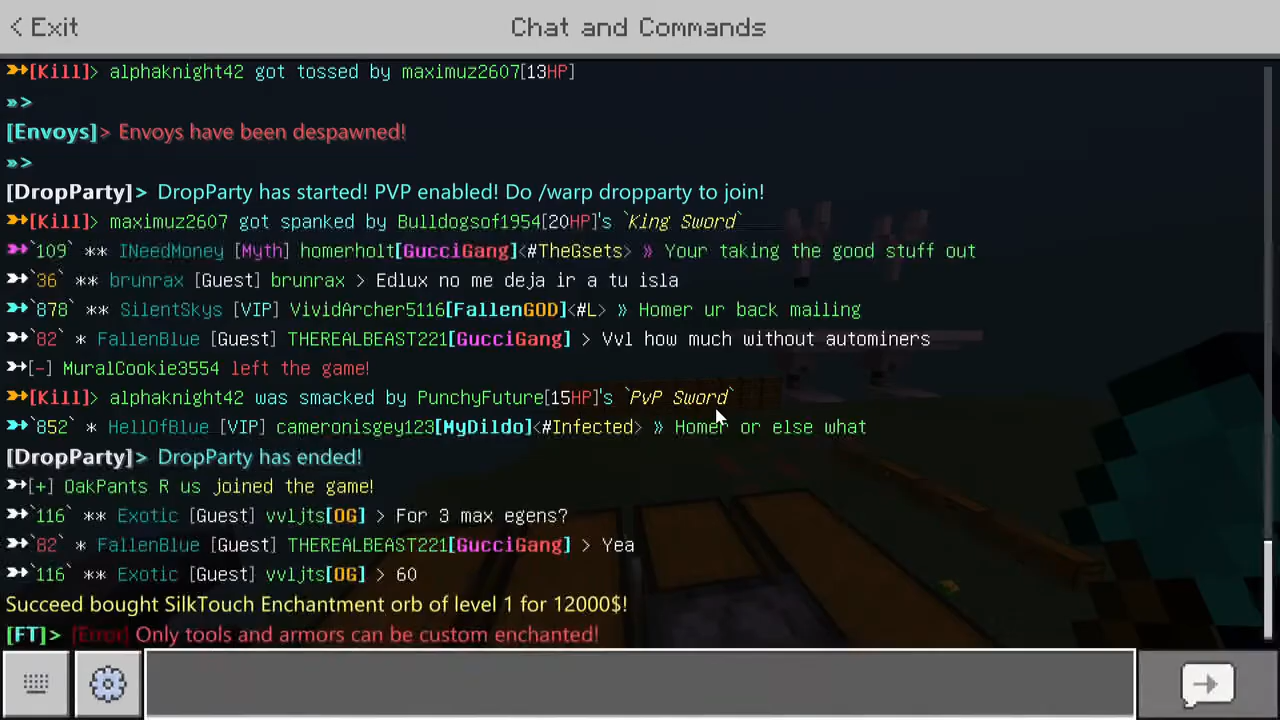 < Exit
Chat and Commands
[Kill]> alphaknight42 got tossed by maximuz2607[13HP]
»>
[Envoys]> Envoys have been despawned!
»>
[DropParty]> DropParty has started! PVP enabled! Do /warp dropparty to join!
[Kill]> maximuz2607 got spanked by Bulldogsof1954[20HP]'s `King Sword`
`109` ** INeedMoney [Myth] homerholt[GucciGang]<#TheGsets> » Your taking the good stuff out
`36` ** brunrax [Guest] brunrax > Edlux no me deja ir a tu isla
`878` ** SilentSkys [VIP] VividArcher5116[FallenGOD]<#L> » Homer ur back mailing
`82` * FallenBlue [Guest] THEREALBEAST221[GucciGang] > Vvl how much without autominers
[-] MuralCookie3554 left the game!
[Kill]> alphaknight42 was smacked by PunchyFuture[15HP]'s `PvP Sword`
`852` * HellOfBlue [VIP] cameronisgey123[MyDildo]<#Infected> » Homer or else what
[DropParty]> DropParty has ended!
[+] OakPants R us joined the game!
`116` ** Exotic [Guest] vvljts[OG] > For 3 max egens?
`82` * FallenBlue [Guest] THEREALBEAST221[GucciGang] > Yea
`116` ** Exotic [Guest] vvljts[OG] > 60
Succeed bought SilkTouch Enchantment orb of level 1 for 12000$!
[FT]> [Error] Only tools and armors can be custom enchanted!